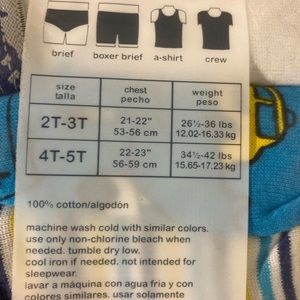 brief boxer brief a-shirt crew
size chest weight
talla pecho peso
2T-3T 21-22" 26½-36 lbs
53-56 cm 12.02-16.33 kg
4T-5T 22-23" 34½-42 lbs
56-59 cm 15.65-17.23 kg
100% cotton/algodón
machine wash cold with similar colors.
use only non-chlorine bleach when
needed. tumble dry low.
cool iron if needed. not intended for
sleepwear.
lavar a máquina con agua fría y con
colores similares. usar solamente